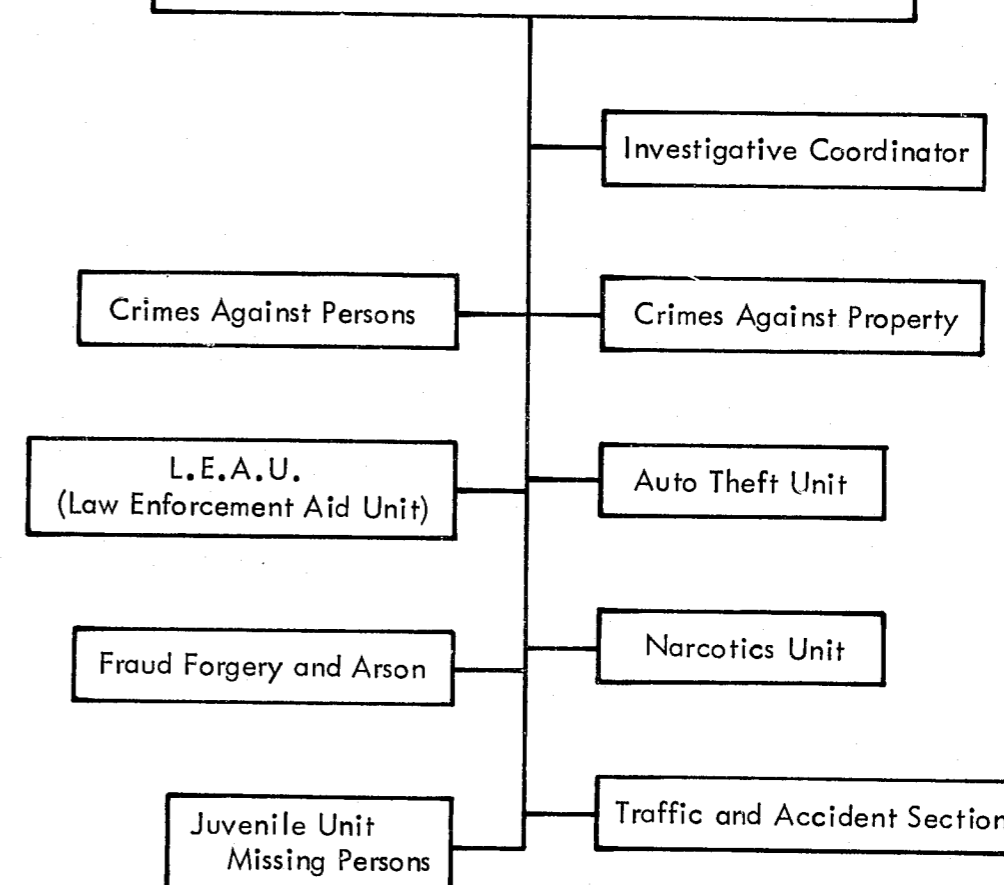 Investigative Coordinator
Crimes Against Persons
Crimes Against Property
L.E.A.U.
(Law Enforcement Aid Unit)
Auto Theft Unit
Fraud Forgery and Arson
Narcotics Unit
Juvenile Unit
Missing Persons
Traffic and Accident Section